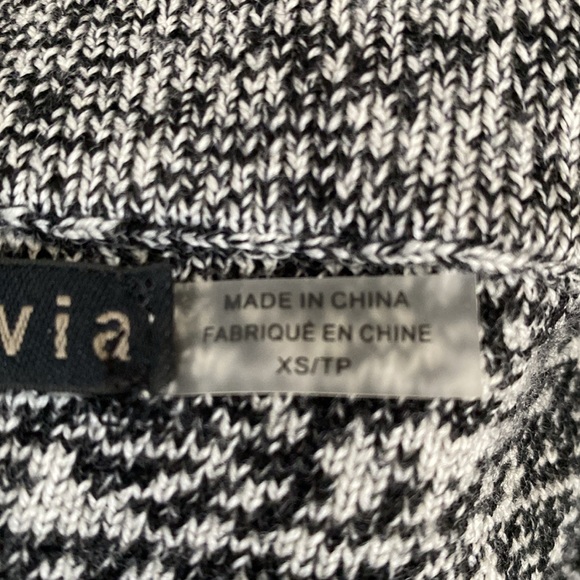 via
MADE IN CHINA
FABRIQUÉ EN CHINE
XS/TP